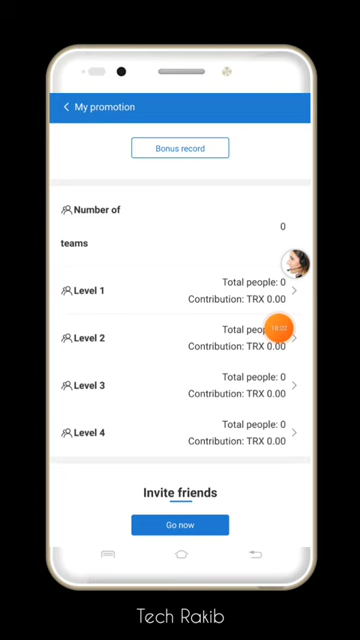 My promotion
Bonus record
Number of
0
teams
Level 1
Total people: 0
Contribution: TRX 0.00
Level 2
Total
Contribution: TRX 0.00
Level 3
Total people: 0
Contribution: TRX 0.00
Level 4
Total people: 0
Contribution: TRX 0.00
Invite friends
Go now
Tech Rakib